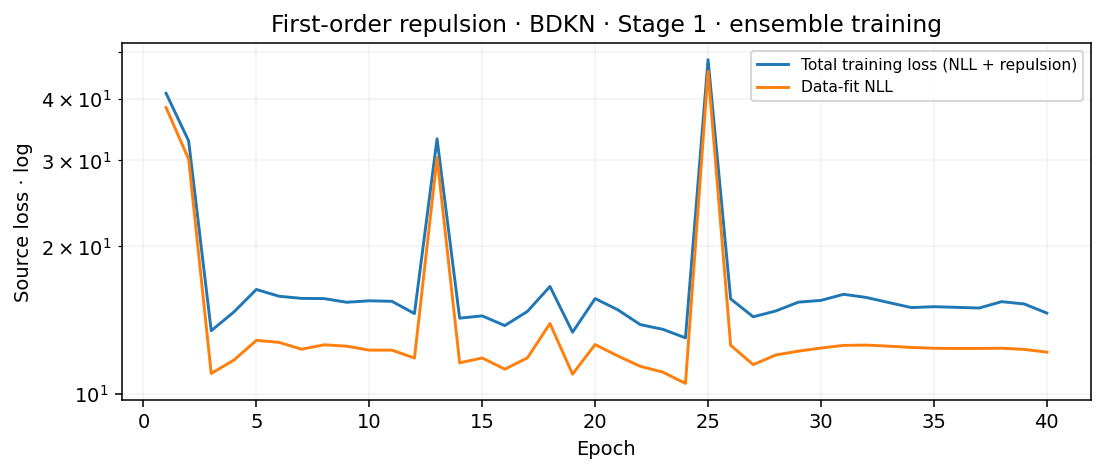 First-order repulsion · BDKN · Stage 1 · ensemble training
Total training loss (NLL + repulsion)
Data-fit NLL
Source loss · log
4 × 10¹
3 × 10¹
2 × 10¹
10¹
0 5 10 15 20 25 30 35 40
Epoch